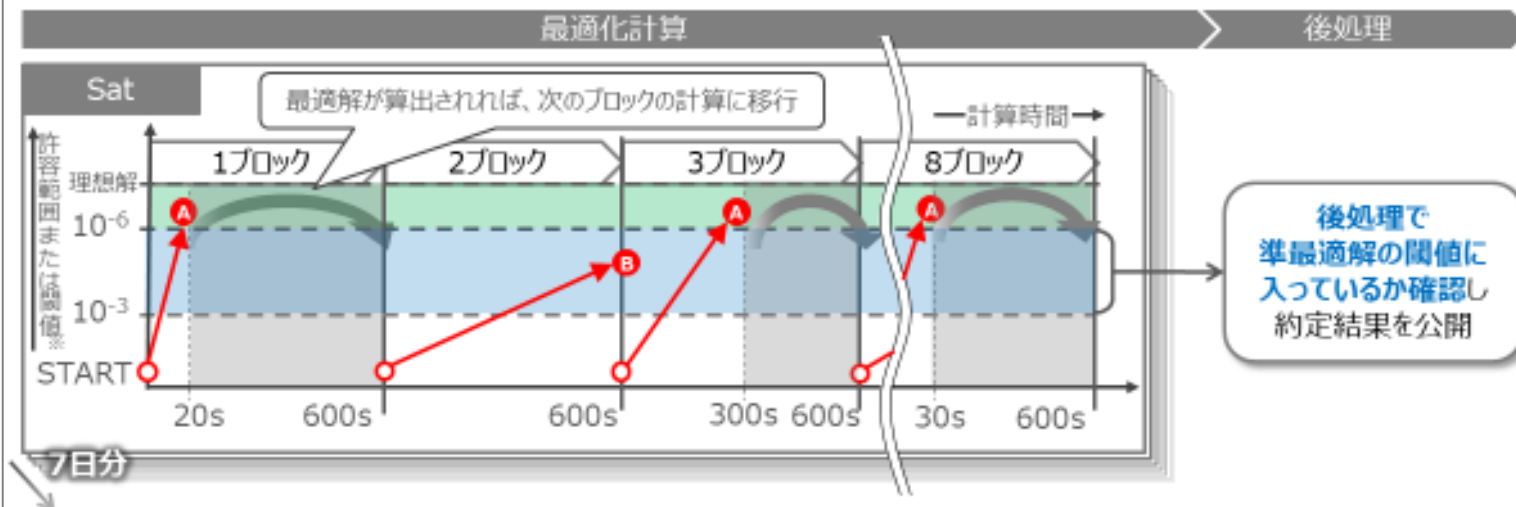 最適化計算
後処理
Sat
最適解が算出されれば、次のブロックの計算に移行
計算時間
許容範囲または閾値※
1ブロック
2ブロック
3ブロック
8ブロック
理想解
10⁻⁶
10⁻³
START
A
B
A
A
20s
600s
600s
300s
600s
30s
600s
7日分
後処理で
準最適解の閾値に
入っているか確認し
約定結果を公開